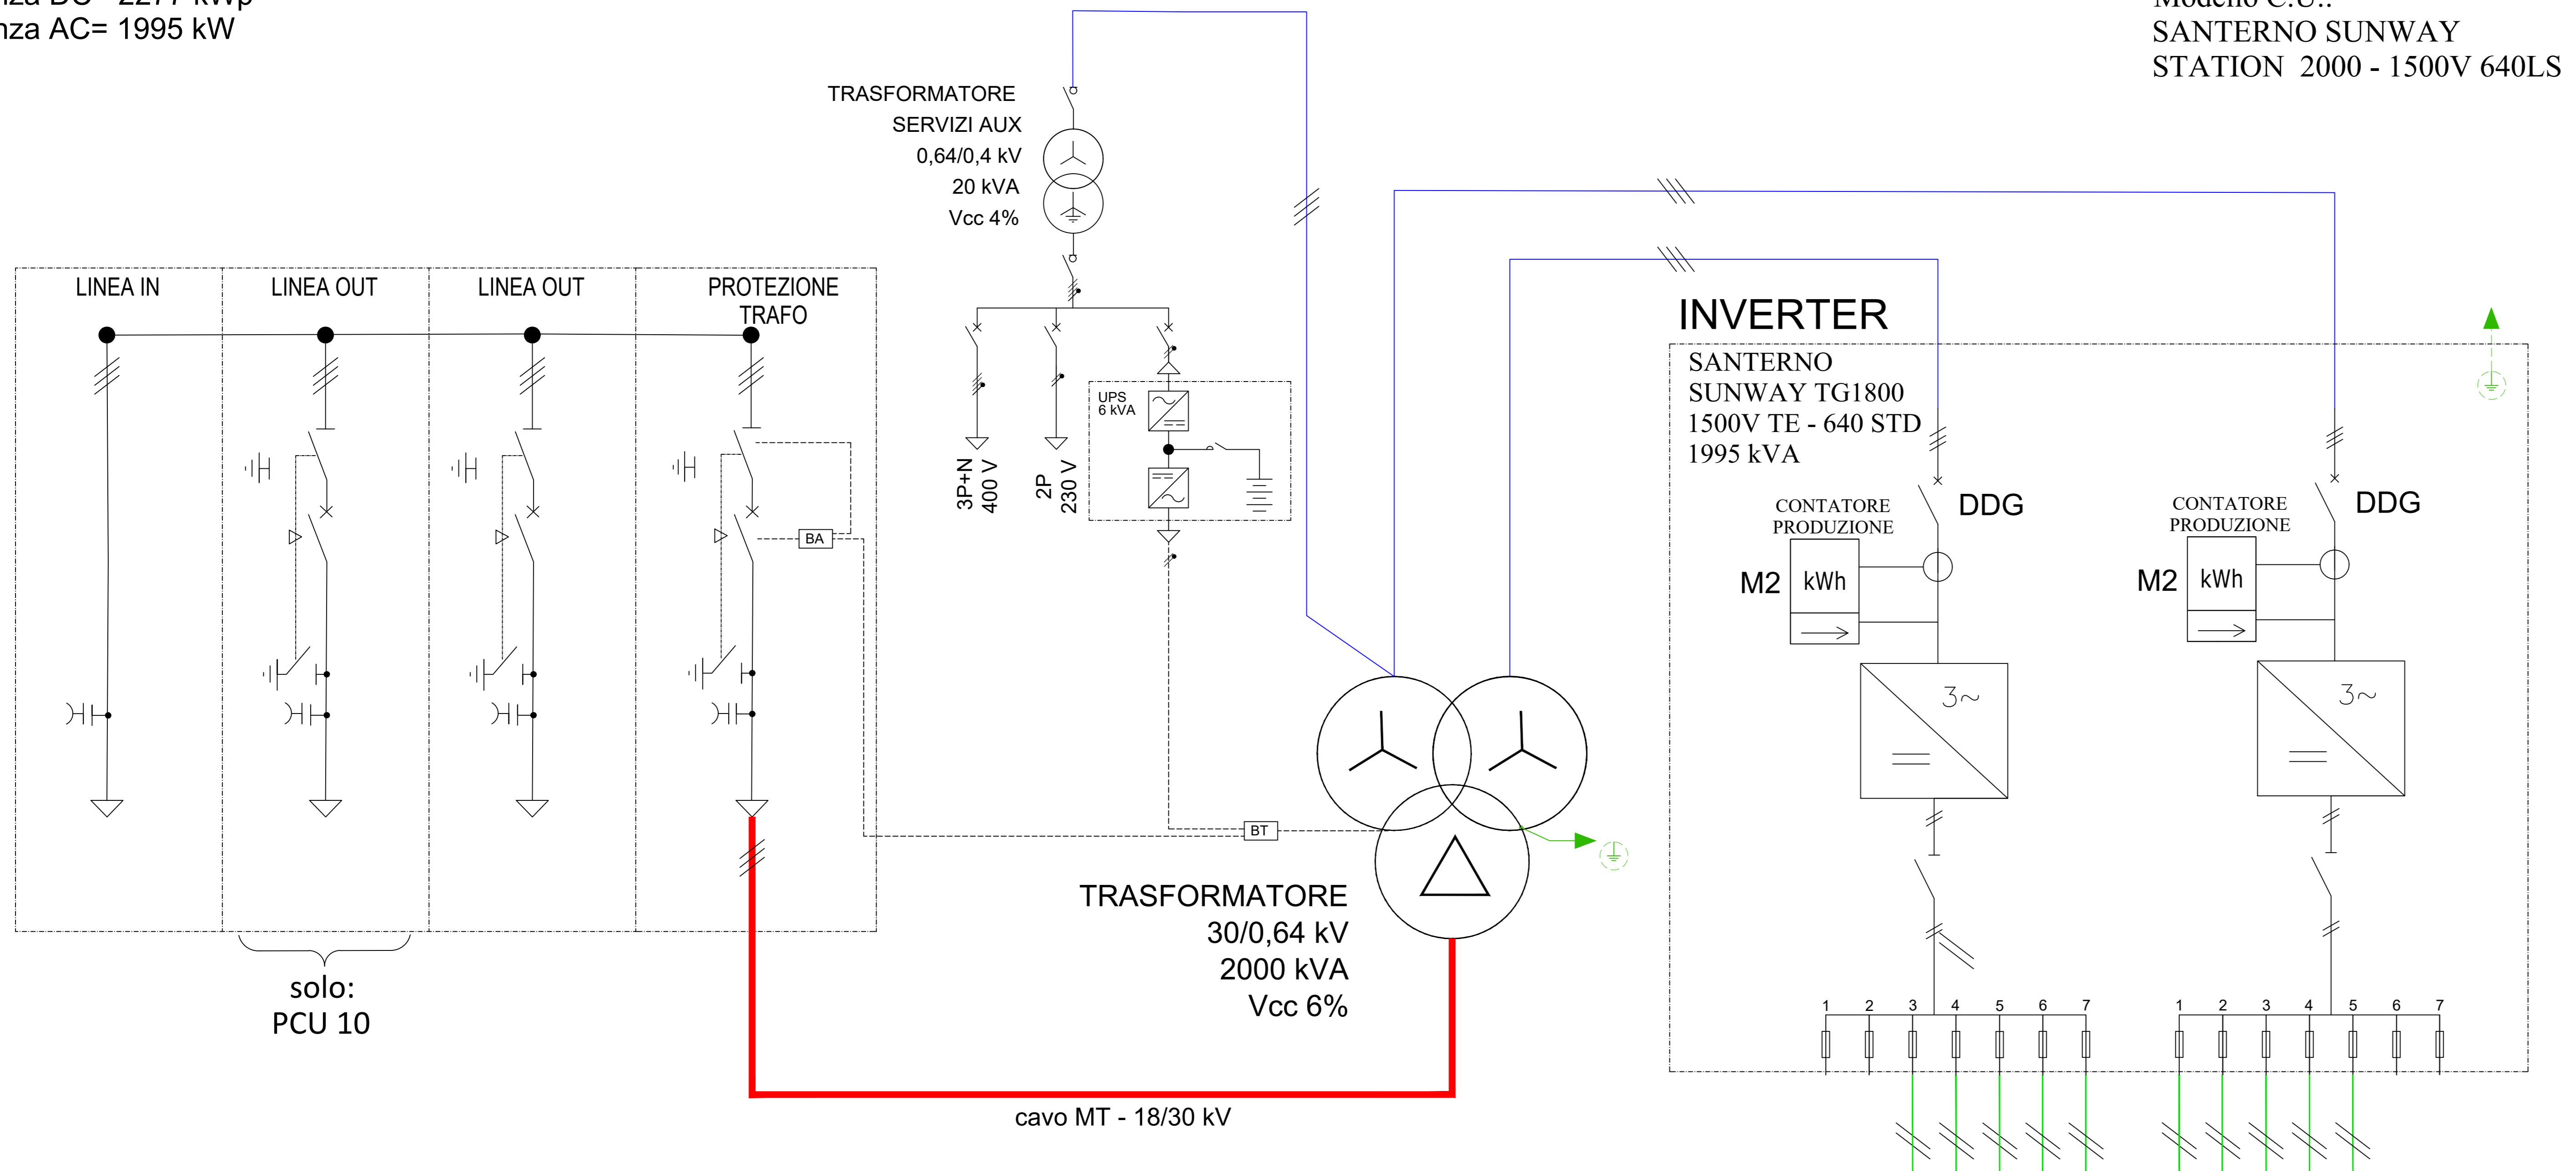 DC= 2277 kWp
AC= 1995 kW
Modello C.U.:
SANTERNO SUNWAY
STATION 2000 - 1500V 640LS
TRASFORMATORE
SERVIZI AUX
0,64/0,4 kV
20 kVA
Vcc 4%
LINEA IN
LINEA OUT
LINEA OUT
PROTEZIONE
TRAFO
BA
3P+N
400 V
2P
230 V
UPS
6 kVA
BT
INVERTER
SANTERNO
SUNWAY TG1800
1500V TE - 640 STD
1995 kVA
CONTATORE
PRODUZIONE
DDG
M2
kWh
3~
CONTATORE
PRODUZIONE
DDG
M2
kWh
3~
TRASFORMATORE
30/0,64 kV
2000 kVA
Vcc 6%
solo:
PCU 10
1 2 3 4 5 6 7
1 2 3 4 5 6 7
cavo MT - 18/30 kV